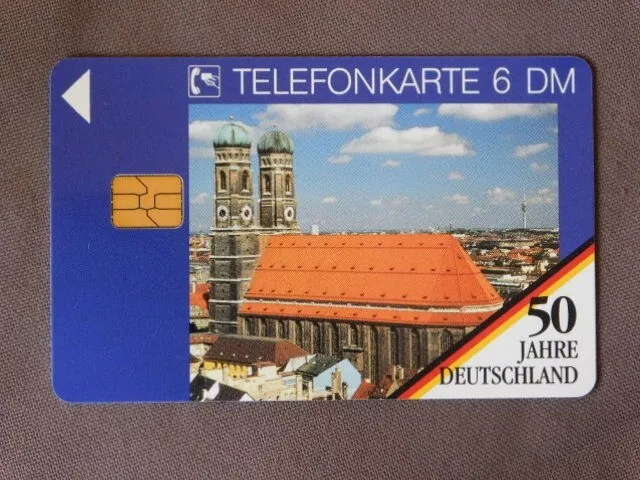 TELEFONKARTE 6 DM
50
JAHRE
DEUTSCHLAND